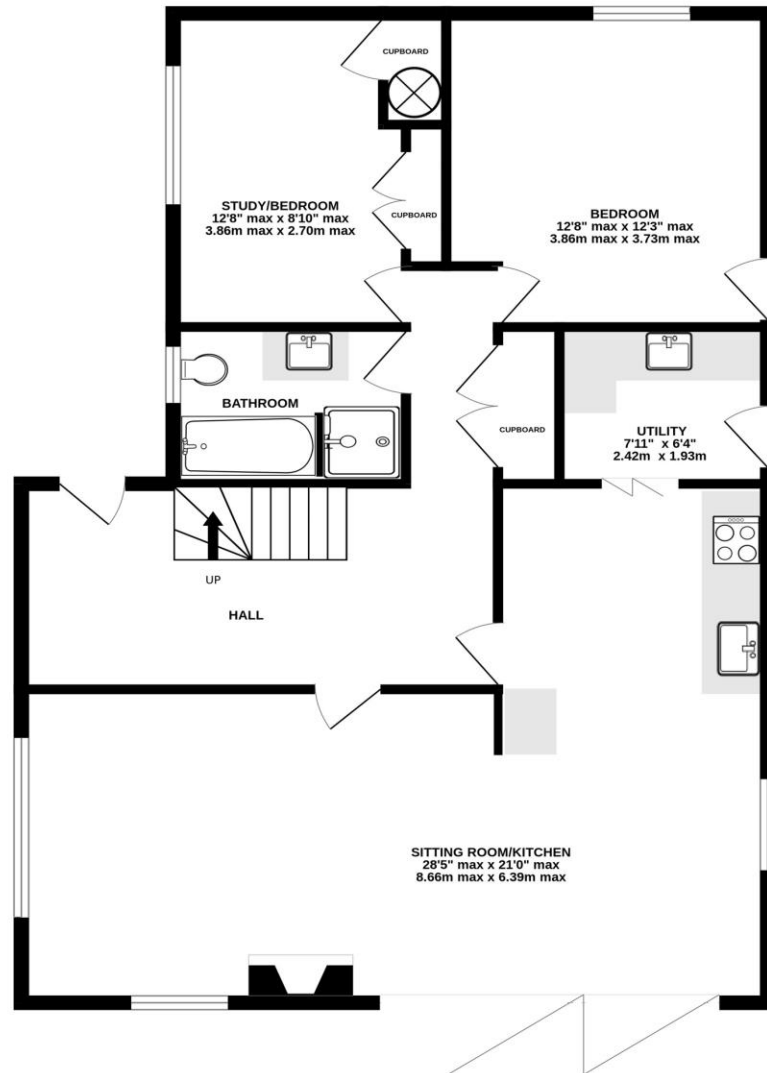 CUPBOARD
STUDY/BEDROOM
12'8" max x 8'10" max
3.86m max x 2.70m max
CUPBOARD
BEDROOM
12'8" max x 12'3" max
3.86m max x 3.73m max
BATHROOM
CUPBOARD
UTILITY
7'11" x 6'4"
2.42m x 1.93m
UP
HALL
SITTING ROOM/KITCHEN
28'5" max x 21'0" max
8.66m max x 6.39m max